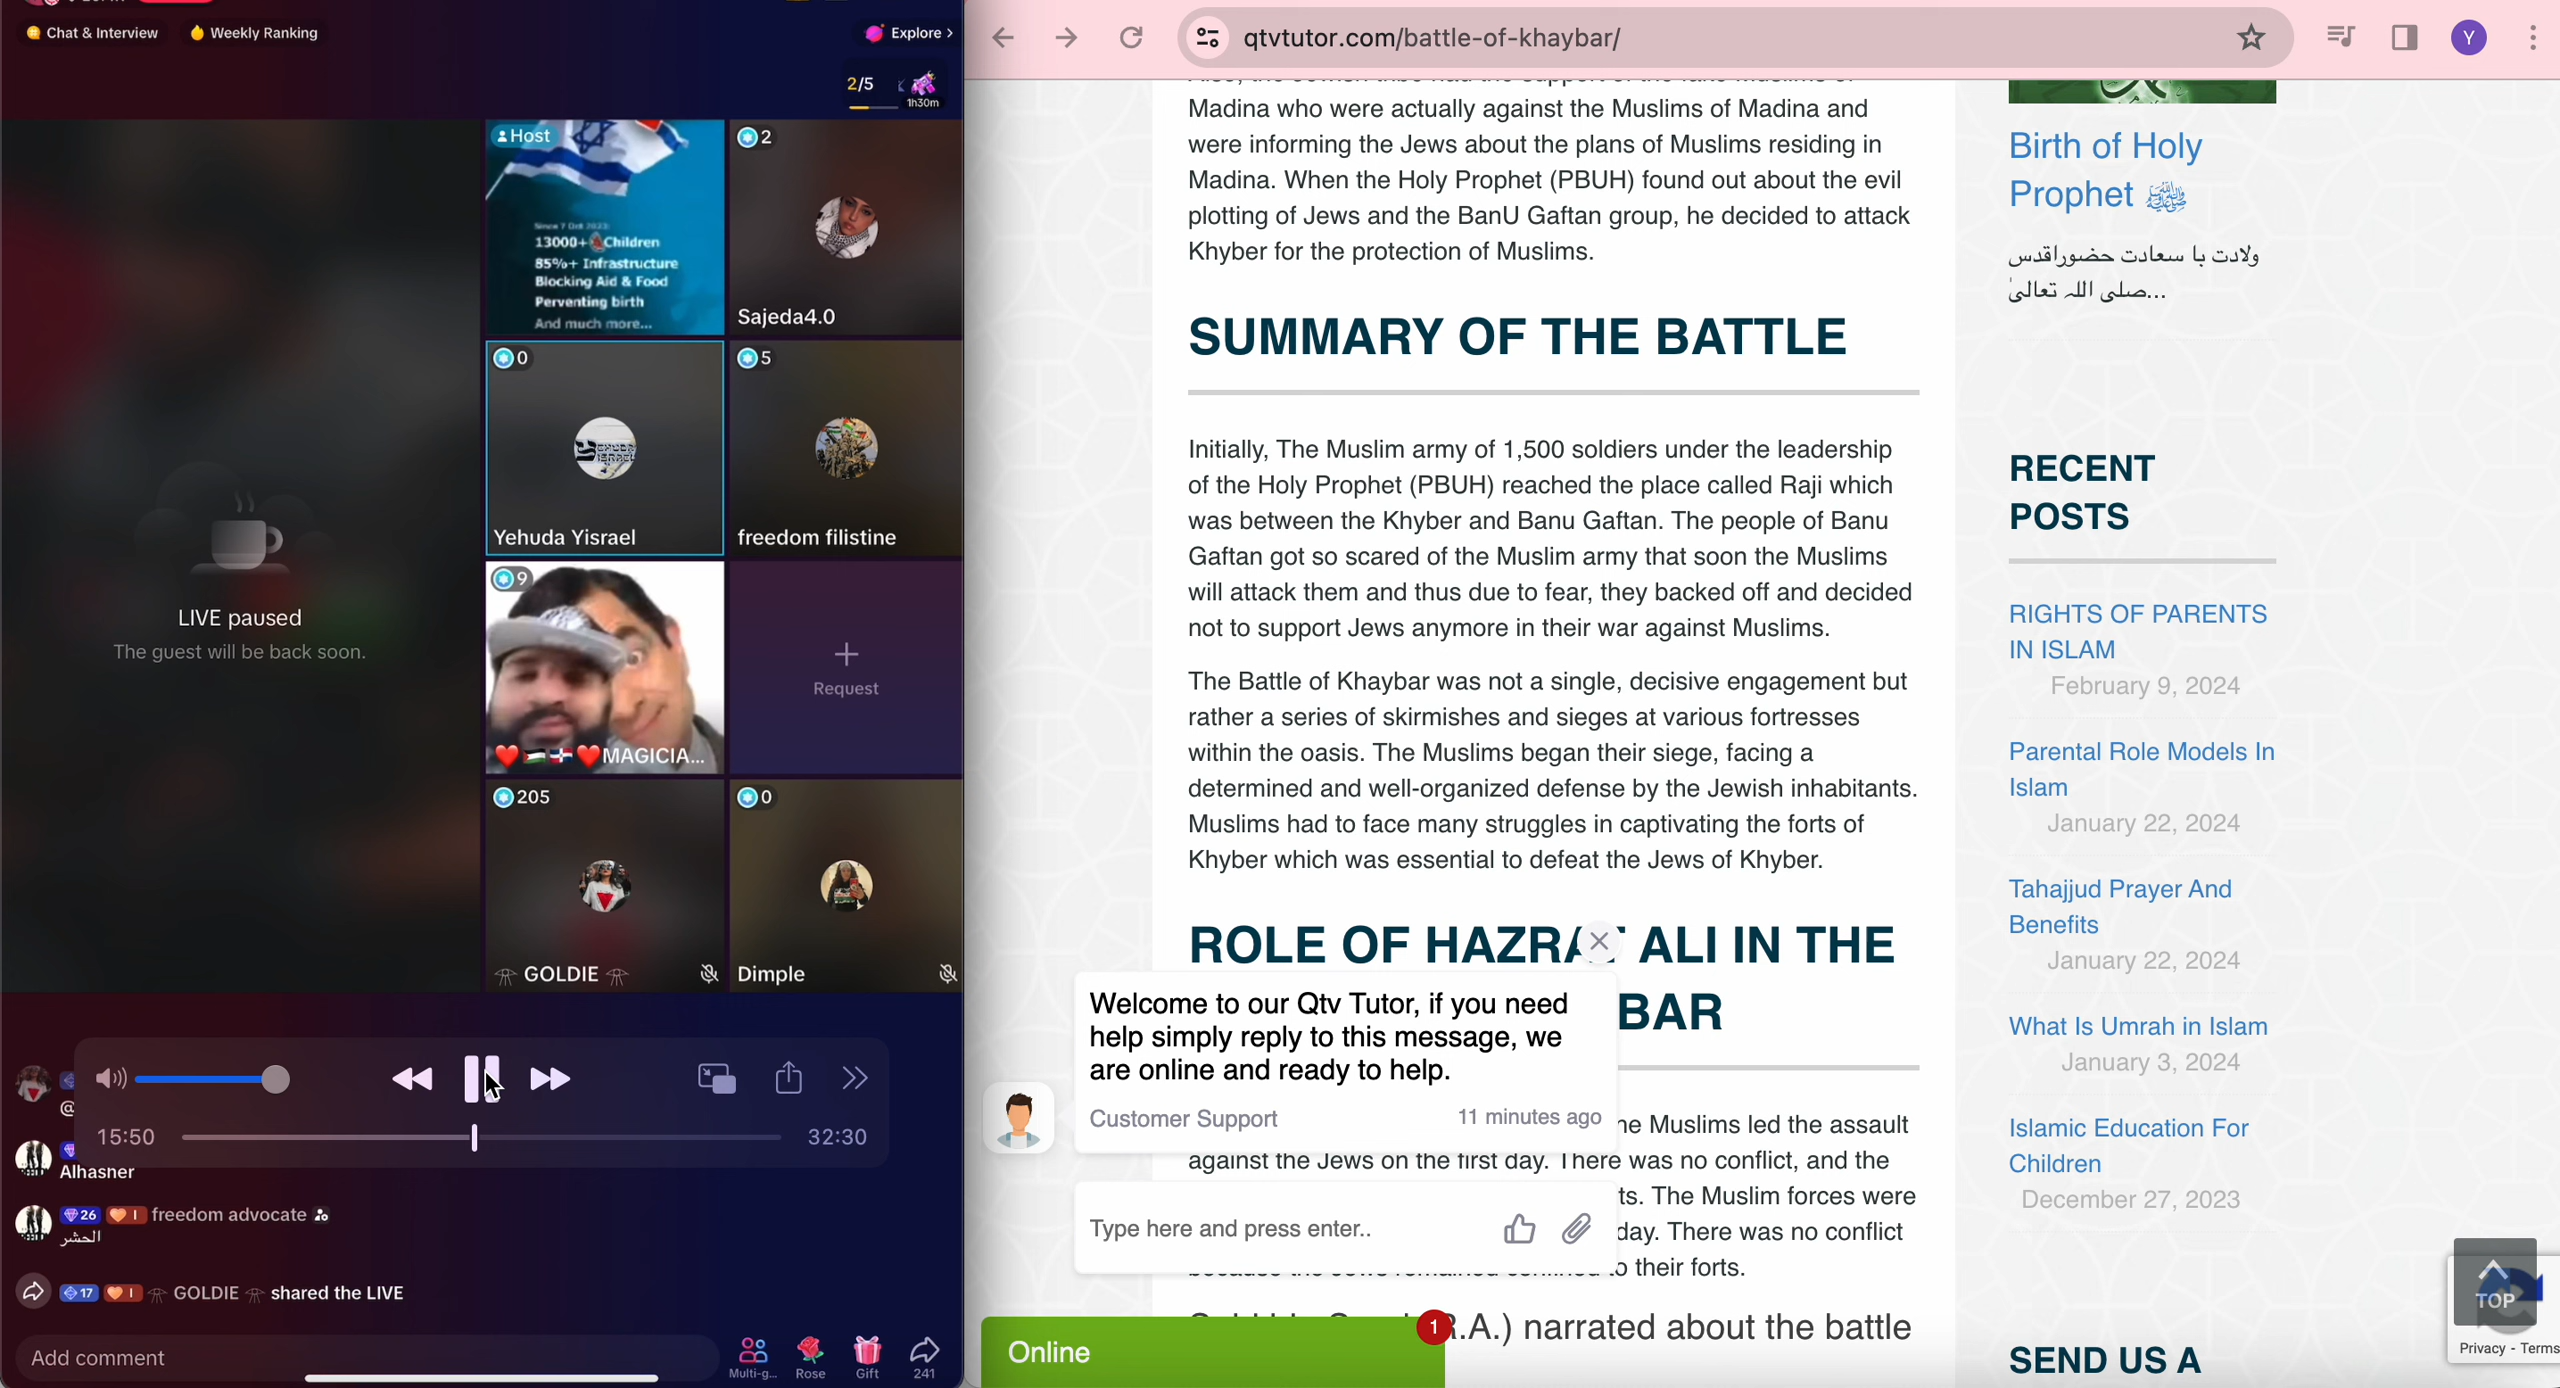 Chat & Interview
Weekly Ranking
Explore >
2/5
1h30m
Host
Since 7 Oct 2023:
13000+ Children
85%+ Infrastructure
Blocking Aid & Food
Perventing birth
And much more...
2
Sajeda4.0
0
Yehuda Yisrael
5
freedom filistine
LIVE paused
The guest will be back soon.
9
MAGICIA...
+
Request
205
GOLDIE
0
Dimple
15:50
32:30
@
Alhasner
26 I freedom advocate
الحشر
17 I GOLDIE shared the LIVE
Add comment
Multi-g...
Rose
Gift
241
qtvtutor.com/battle-of-khaybar/
Y
Madina who were actually against the Muslims of Madina and
were informing the Jews about the plans of Muslims residing in
Madina. When the Holy Prophet (PBUH) found out about the evil
plotting of Jews and the BanU Gaftan group, he decided to attack
Khyber for the protection of Muslims.
SUMMARY OF THE BATTLE
Initially, The Muslim army of 1,500 soldiers under the leadership
of the Holy Prophet (PBUH) reached the place called Raji which
was between the Khyber and Banu Gaftan. The people of Banu
Gaftan got so scared of the Muslim army that soon the Muslims
will attack them and thus due to fear, they backed off and decided
not to support Jews anymore in their war against Muslims.
The Battle of Khaybar was not a single, decisive engagement but
rather a series of skirmishes and sieges at various fortresses
within the oasis. The Muslims began their siege, facing a
determined and well-organized defense by the Jewish inhabitants.
Muslims had to face many struggles in captivating the forts of
Khyber which was essential to defeat the Jews of Khyber.
ROLE OF HAZRAT ALI IN THE
BAR
Welcome to our Qtv Tutor, if you need
help simply reply to this message, we
are online and ready to help.
Customer Support
11 minutes ago
he Muslims led the assault
against the Jews on the first day. There was no conflict, and the
ts. The Muslim forces were
day. There was no conflict
o their forts.
Type here and press enter..
R.A.) narrated about the battle
Online
1
Birth of Holy
Prophet ﷺ
ولادت با سعادت حضوراقدس
صلی اللہ تعالیٰ...
RECENT
POSTS
RIGHTS OF PARENTS
IN ISLAM
February 9, 2024
Parental Role Models In
Islam
January 22, 2024
Tahajjud Prayer And
Benefits
January 22, 2024
What Is Umrah in Islam
January 3, 2024
Islamic Education For
Children
December 27, 2023
SEND US A
TOP
Privacy - Terms